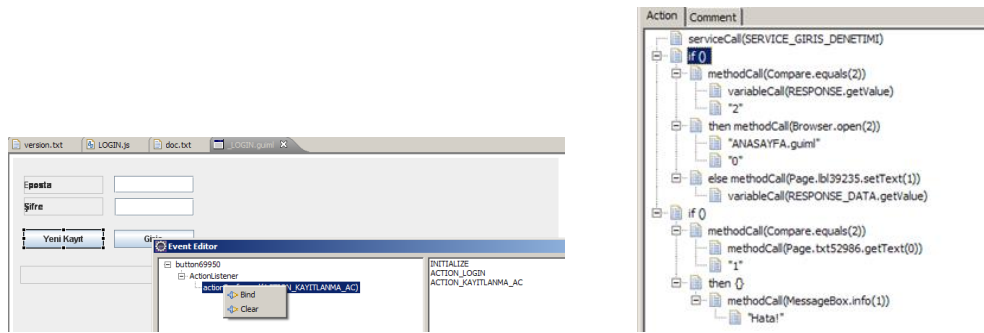 version.txt
LOGIN.js
doc.txt
_LOGIN.guiml
Eposta
Şifre
Yeni Kayıt
Event Editor
button69950
ActionListener
KAYITLANMA_AC)
Bind
Clear
INITIALIZE
ACTION_LOGIN
ACTION_KAYITLANMA_AC
Action Comment
serviceCall(SERVICE_GIRIS_DENETIMI)
if ()
methodCall(Compare.equals(2))
variableCall(RESPONSE.getValue)
"2"
then methodCall(Browser.open(2))
"ANASAYFA.guiml"
"0"
else methodCall(Page.lbl39235.setText(1))
variableCall(RESPONSE_DATA.getValue)
if ()
methodCall(Compare.equals(2))
methodCall(Page.txt52986.getText(0))
"1"
then {}
methodCall(MessageBox.info(1))
"Hata!"